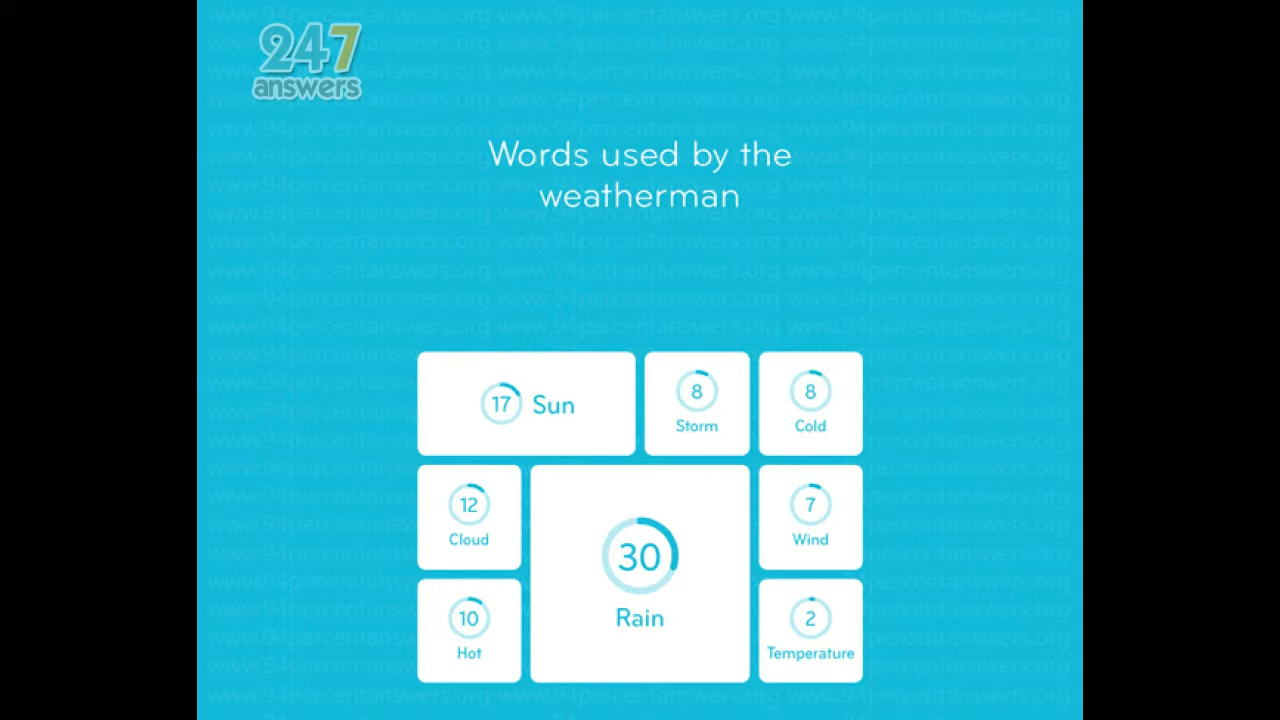 247
answers
Words used by the
weatherman
17 Sun
8
Storm
8
Cold
12
Cloud
30
Rain
7
Wind
10
Hot
2
Temperature